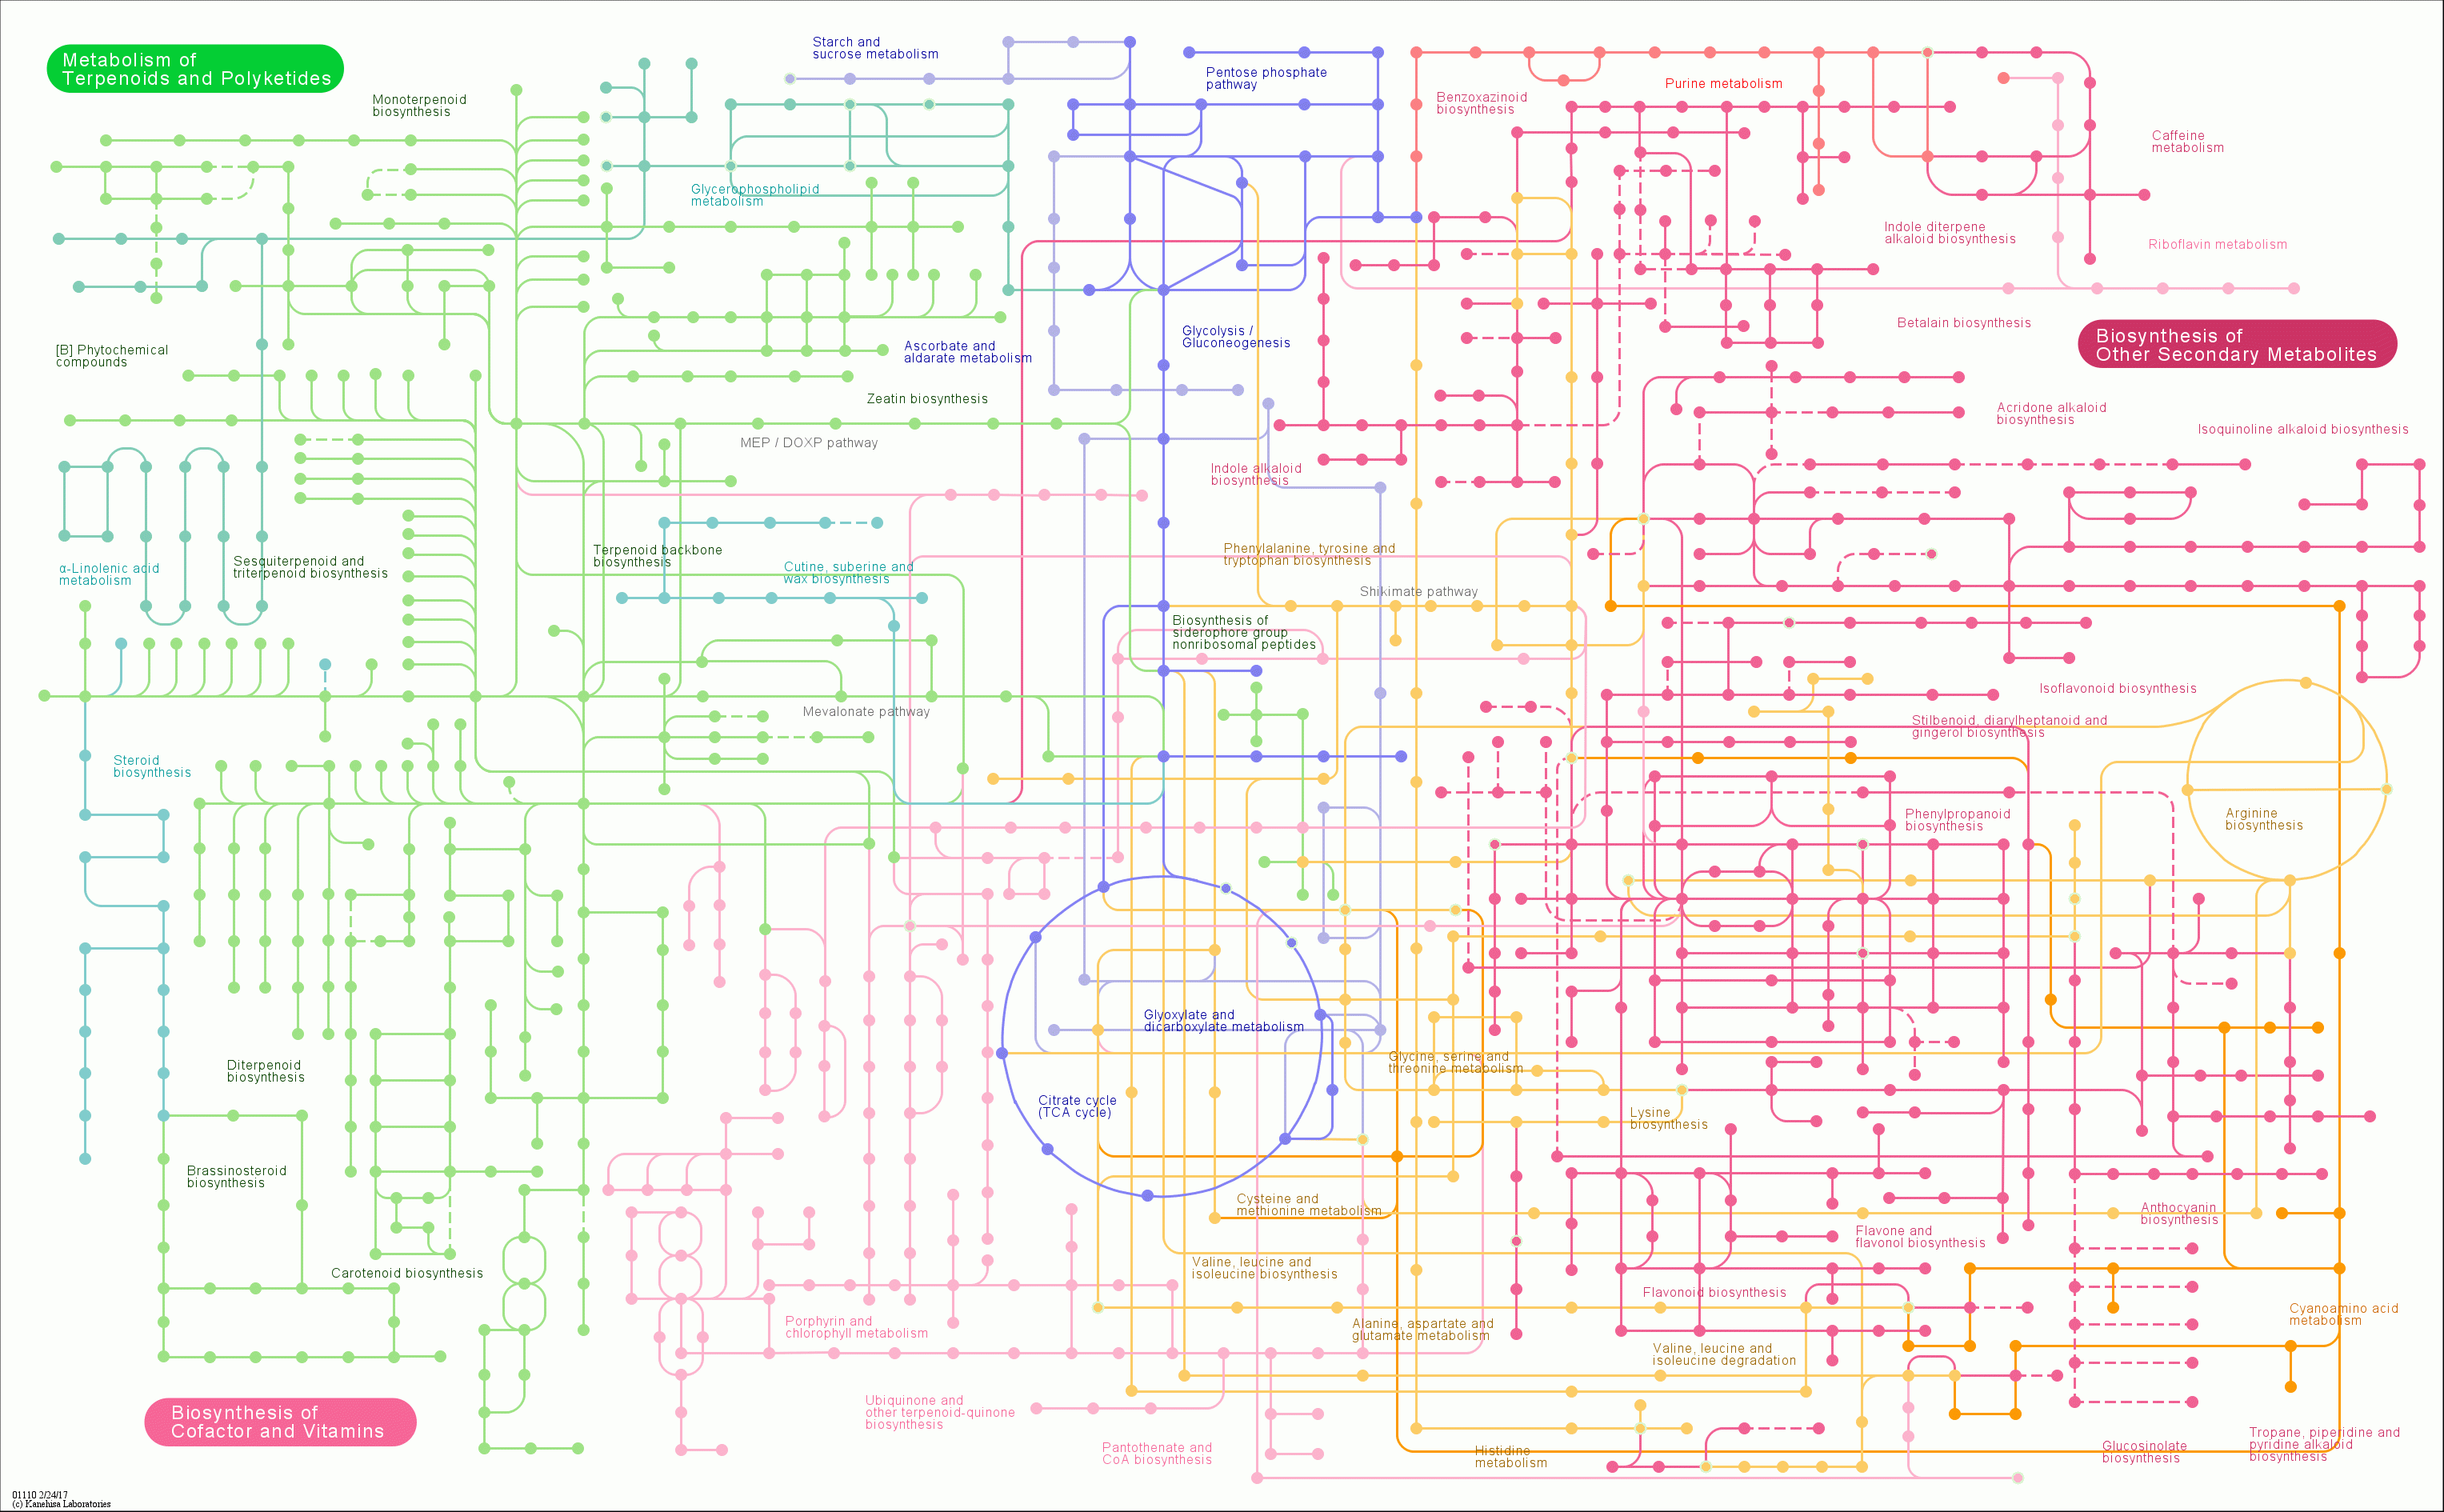 Metabolism of
Terpenoids and Polyketides
Starch and
sucrose metabolism
Pentose phosphate
pathway
Purine metabolism
Benzoxazinoid
biosynthesis
Monoterpenoid
biosynthesis
Caffeine
metabolism
Glycerophospholipid
metabolism
Indole diterpene
alkaloid biosynthesis
Riboflavin metabolism
Glycolysis /
Gluconeogenesis
Betalain biosynthesis
Biosynthesis of
Other Secondary Metabolites
[B] Phytochemical
compounds
Ascorbate and
aldarate metabolism
Zeatin biosynthesis
Acridone alkaloid
biosynthesis
Isoquinoline alkaloid biosynthesis
MEP / DOXP pathway
Indole alkaloid
biosynthesis
α-Linolenic acid
metabolism
Sesquiterpenoid and
triterpenoid biosynthesis
Terpenoid backbone
biosynthesis
Cutine, suberine and
wax biosynthesis
Phenylalanine, tyrosine and
tryptophan biosynthesis
Shikimate pathway
Biosynthesis of
siderophore group
nonribosomal peptides
Isoflavonoid biosynthesis
Mevalonate pathway
Stilbenoid, diarylheptanoid and
gingerol biosynthesis
Steroid
biosynthesis
Phenylpropanoid
biosynthesis
Arginine
biosynthesis
Glyoxylate and
dicarboxylate metabolism
Diterpenoid
biosynthesis
Glycine, serine and
threonine metabolism
Citrate cycle
(TCA cycle)
Lysine
biosynthesis
Brassinosteroid
biosynthesis
Cysteine and
methionine metabolism
Anthocyanin
biosynthesis
Flavone and
flavonol biosynthesis
Carotenoid biosynthesis
Valine, leucine and
isoleucine biosynthesis
Flavonoid biosynthesis
Porphyrin and
chlorophyll metabolism
Alanine, aspartate and
glutamate metabolism
Cyanoamino acid
metabolism
Valine, leucine and
isoleucine degradation
Biosynthesis of
Cofactor and Vitamins
Ubiquinone and
other terpenoid-quinone
biosynthesis
Pantothenate and
CoA biosynthesis
Histidine
metabolism
Glucosinolate
biosynthesis
Tropane, piperidine and
pyridine alkaloid
biosynthesis
01110 2/24/17
(c) Kanehisa Laboratories